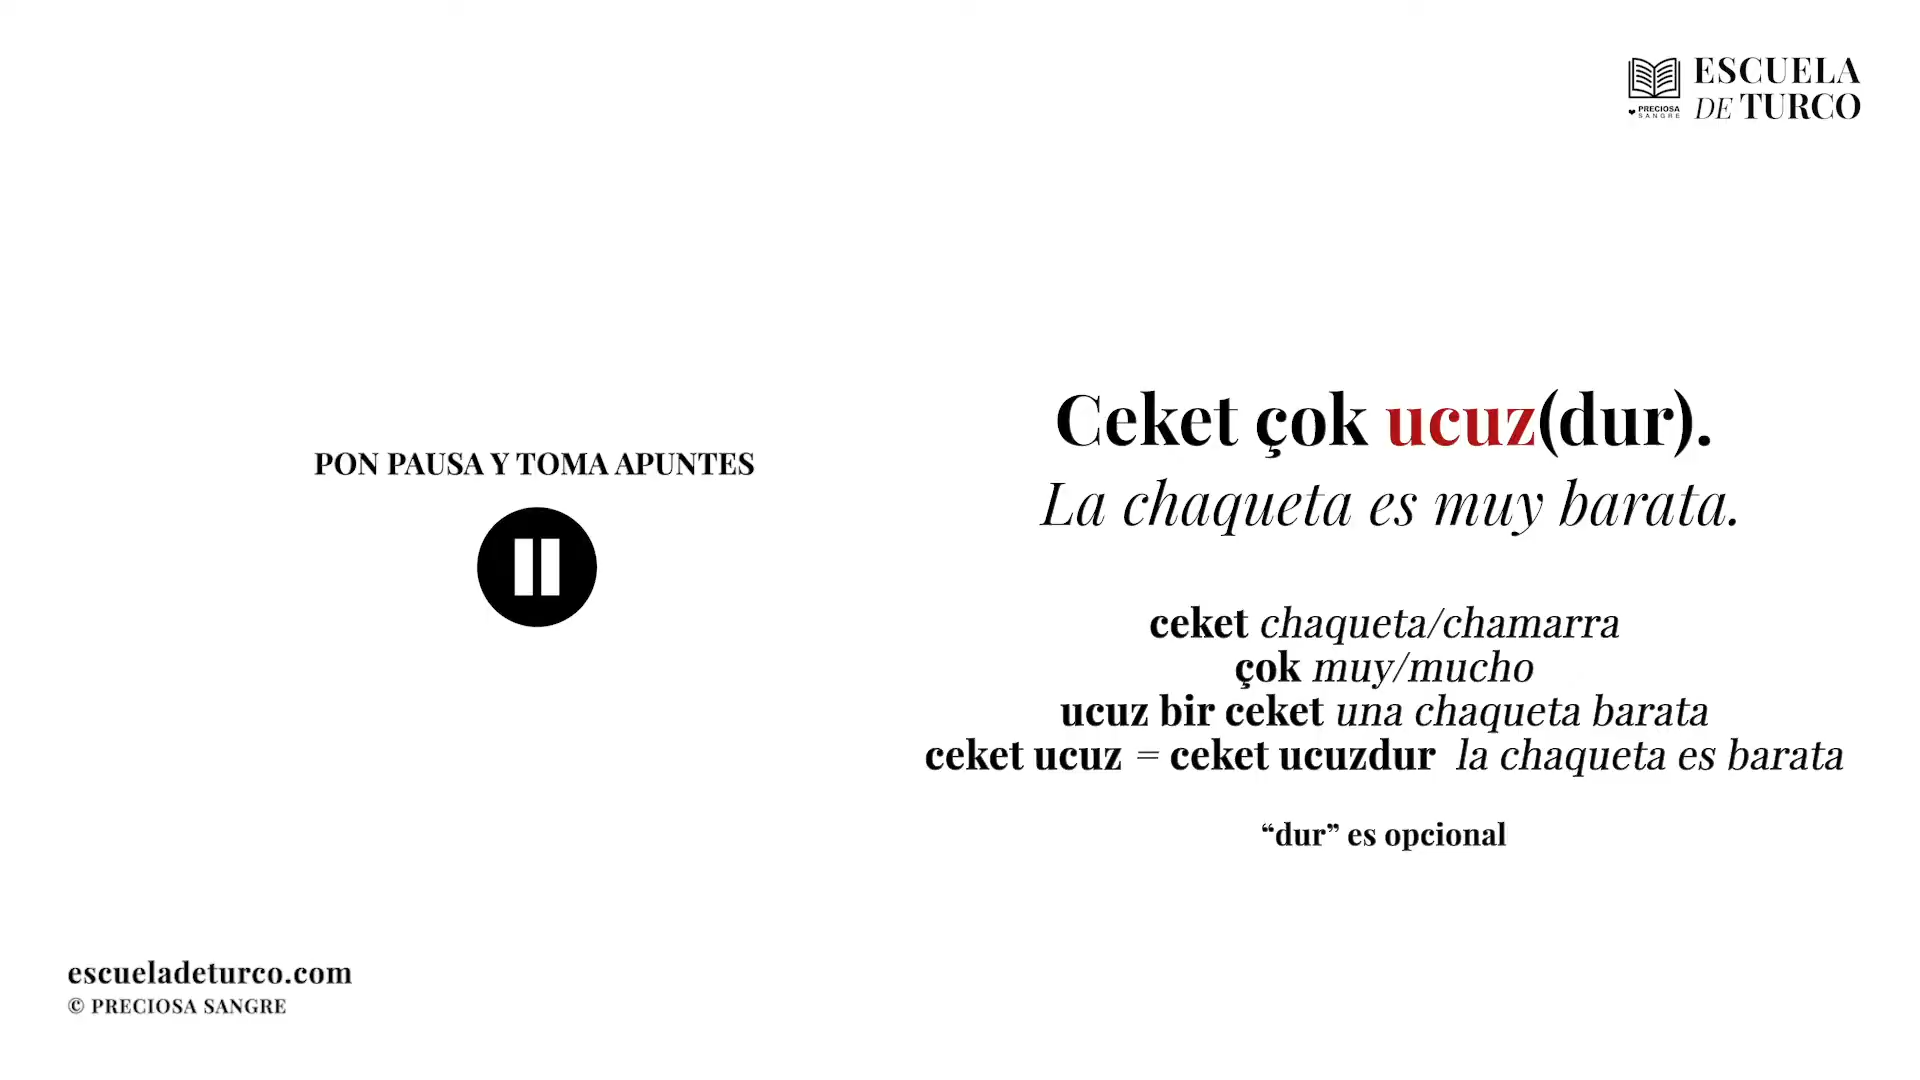 ESCUELA
DE TURCO
PRECIOSA
SANGRE
PON PAUSA Y TOMA APUNTES
Ceket çok ucuz(dur).
La chaqueta es muy barata.
ceket chaqueta/chamarra
çok muy/mucho
ucuz bir ceket una chaqueta barata
ceket ucuz = ceket ucuzdur la chaqueta es barata
“dur” es opcional
escueladeturco.com
© PRECIOSA SANGRE